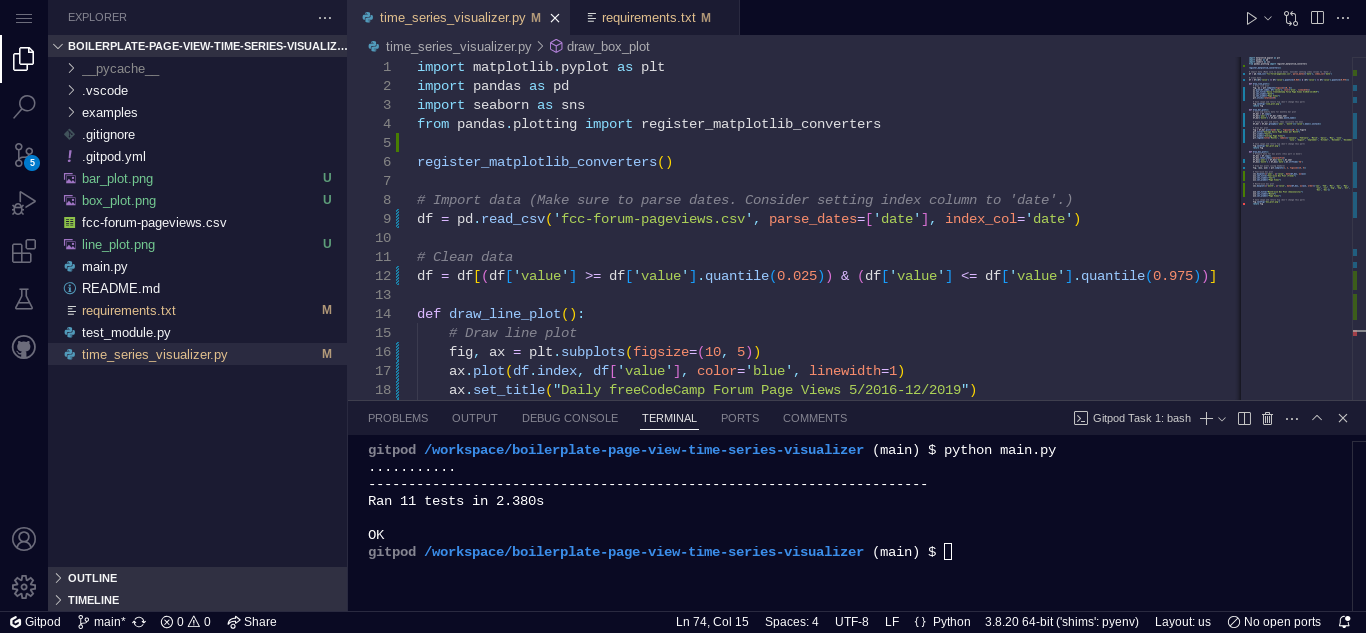 EXPLORER
BOILERPLATE-PAGE-VIEW-TIME-SERIES-VISUALIZ...
__pycache__
.vscode
examples
.gitignore
.gitpod.yml
bar_plot.png U
box_plot.png U
fcc-forum-pageviews.csv
line_plot.png U
main.py
README.md
requirements.txt M
test_module.py
time_series_visualizer.py M
OUTLINE
TIMELINE
5
time_series_visualizer.py M
requirements.txt M
time_series_visualizer.py > draw_box_plot
1 import matplotlib.pyplot as plt
2 import pandas as pd
3 import seaborn as sns
4 from pandas.plotting import register_matplotlib_converters
5
6 register_matplotlib_converters()
7
8 # Import data (Make sure to parse dates. Consider setting index column to 'date'.)
9 df = pd.read_csv('fcc-forum-pageviews.csv', parse_dates=['date'], index_col='date')
10
11 # Clean data
12 df = df[(df['value'] >= df['value'].quantile(0.025)) & (df['value'] <= df['value'].quantile(0.975))]
13
14 def draw_line_plot():
15 # Draw line plot
16 fig, ax = plt.subplots(figsize=(10, 5))
17 ax.plot(df.index, df['value'], color='blue', linewidth=1)
18 ax.set_title("Daily freeCodeCamp Forum Page Views 5/2016-12/2019")
PROBLEMS OUTPUT DEBUG CONSOLE TERMINAL PORTS COMMENTS
Gitpod Task 1: bash
gitpod /workspace/boilerplate-page-view-time-series-visualizer (main) $ python main.py
...........
----------------------------------------------------------------------
Ran 11 tests in 2.380s
OK
gitpod /workspace/boilerplate-page-view-time-series-visualizer (main) $
Gitpod main* 0 0 Share Ln 74, Col 15 Spaces: 4 UTF-8 LF {} Python 3.8.20 64-bit ('shims': pyenv) Layout: us No open ports